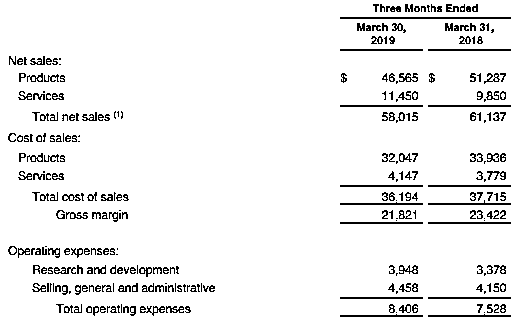 Three Months Ended
March 30, 2019 March 31, 2018
Net sales:
Products $ 46,565 $ 51,287
Services 11,450 9,850
Total net sales (1) 58,015 61,137
Cost of sales:
Products 32,047 33,936
Services 4,147 3,779
Total cost of sales 36,194 37,715
Gross margin 21,821 23,422
Operating expenses:
Research and development 3,948 3,378
Selling, general and administrative 4,458 4,150
Total operating expenses 8,406 7,528